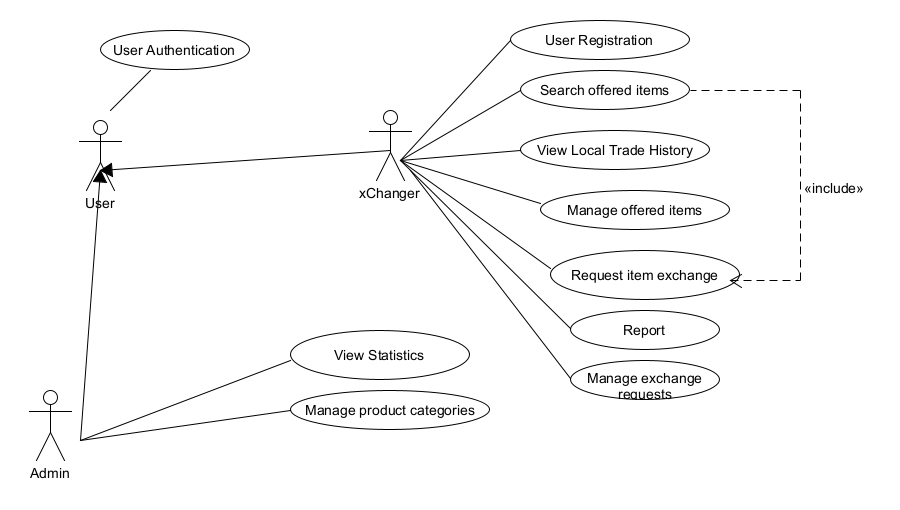 User Authentication
User Registration
Search offered items
View Local Trade History
«include»
User
xChanger
Manage offered items
Request item exchange
Report
View Statistics
Manage exchange
requests
Manage product categories
Admin